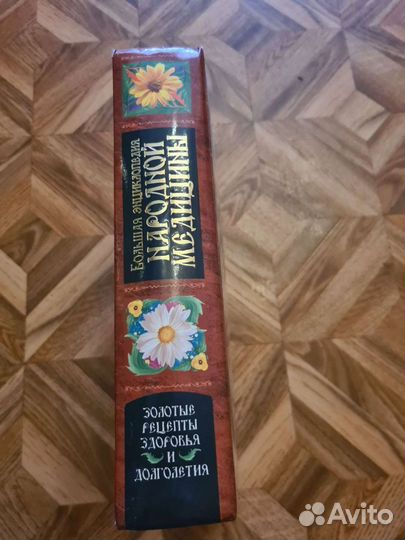 Большая энциклопедия
НАРОДНОЙ
МЕДИЦИНЫ
ЗОЛОТЫЕ
РЕЦЕПТЫ
ЗДОРОВЬЯ
И
ДОЛГОЛЕТИЯ
Avito